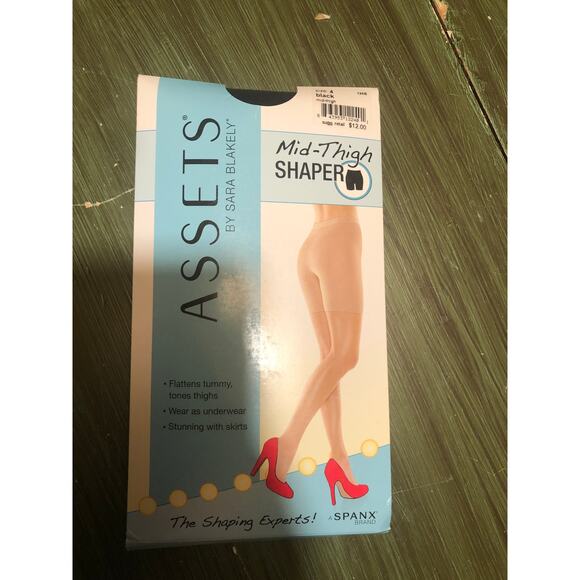 size: 4
black
mid-thigh
sugg. retail $12.00
ASSETS®
BY SARA BLAKELY®
Mid-Thigh
SHAPER
• Flattens tummy,
tones thighs
• Wear as underwear
• Stunning with skirts
The Shaping Experts!
A SPANX®
BRAND